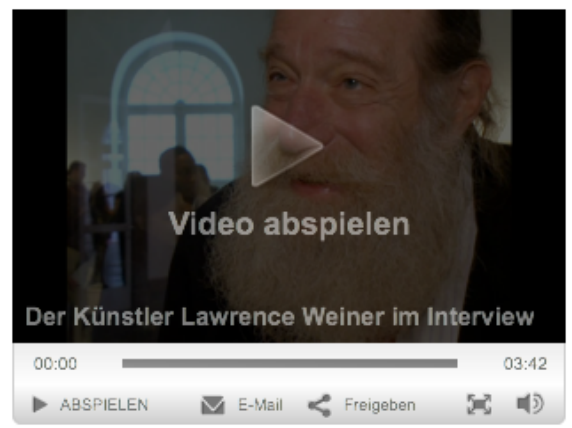 Video abspielen
Der Künstler Lawrence Weiner im Interview
00:00 03:42
ABSPIELEN E-Mail Freigeben